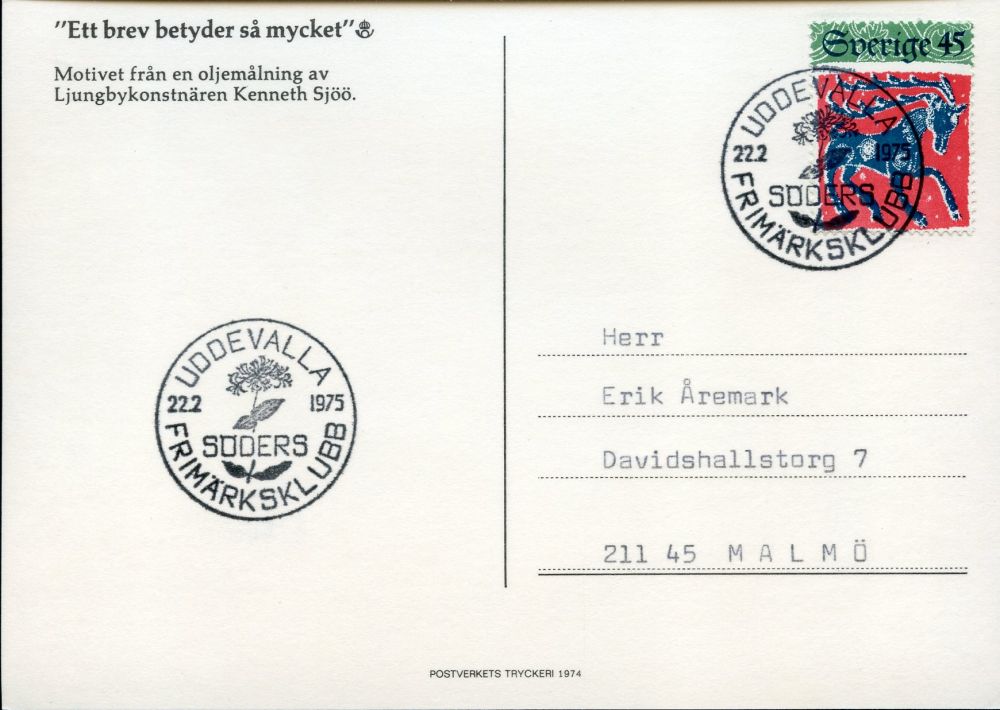 "Ett brev betyder så mycket"
Motivet från en oljemålning av
Ljungbykonstnären Kenneth Sjöö.
Sverige 45
UDDEVALLA
22.2 1975
SÖDERS
FRIMÄRKSKLUBB
UDDEVALLA
22.2 1975
SÖDERS
FRIMÄRKSKLUBB
Herr
Erik Åremark
Davidshallstorg 7
211 45 M A L M Ö
POSTVERKETS TRYCKERI 1974